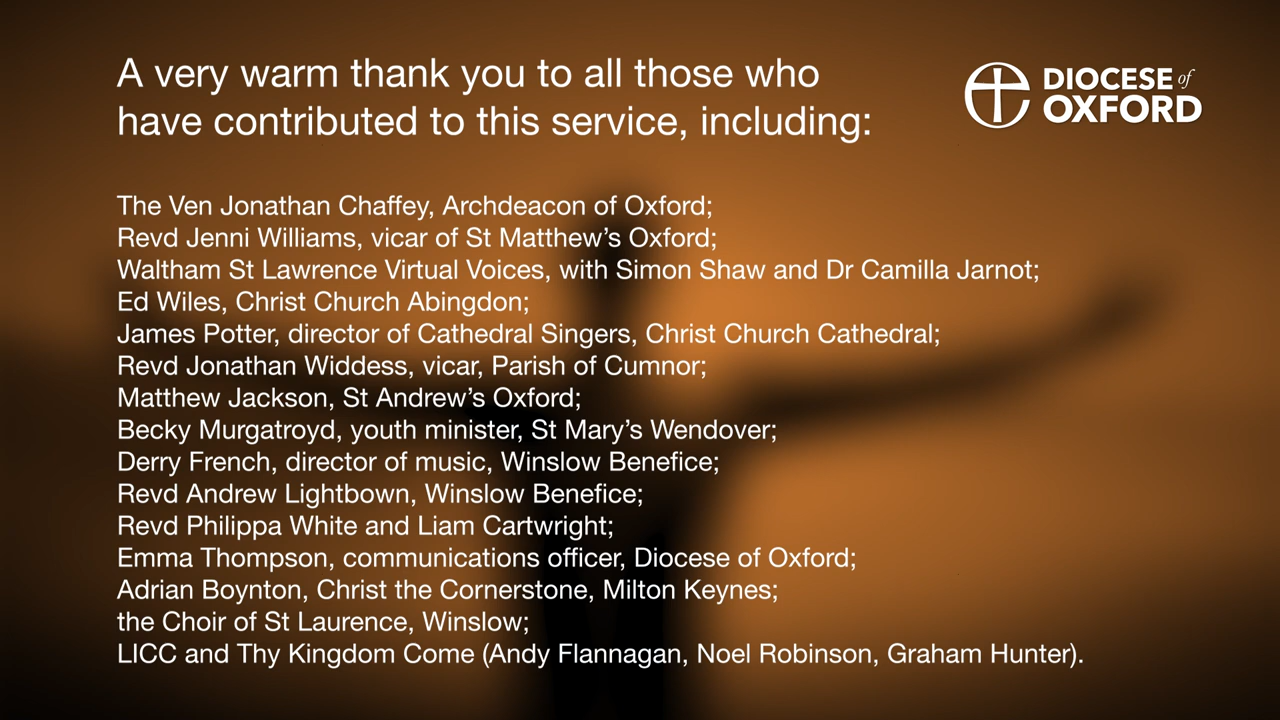 A very warm thank you to all those who
have contributed to this service, including:
DIOCESE of
OXFORD
The Ven Jonathan Chaffey, Archdeacon of Oxford;
Revd Jenni Williams, vicar of St Matthew’s Oxford;
Waltham St Lawrence Virtual Voices, with Simon Shaw and Dr Camilla Jarnot;
Ed Wiles, Christ Church Abingdon;
James Potter, director of Cathedral Singers, Christ Church Cathedral;
Revd Jonathan Widdess, vicar, Parish of Cumnor;
Matthew Jackson, St Andrew’s Oxford;
Becky Murgatroyd, youth minister, St Mary’s Wendover;
Derry French, director of music, Winslow Benefice;
Revd Andrew Lightbown, Winslow Benefice;
Revd Philippa White and Liam Cartwright;
Emma Thompson, communications officer, Diocese of Oxford;
Adrian Boynton, Christ the Cornerstone, Milton Keynes;
the Choir of St Laurence, Winslow;
LICC and Thy Kingdom Come (Andy Flannagan, Noel Robinson, Graham Hunter).